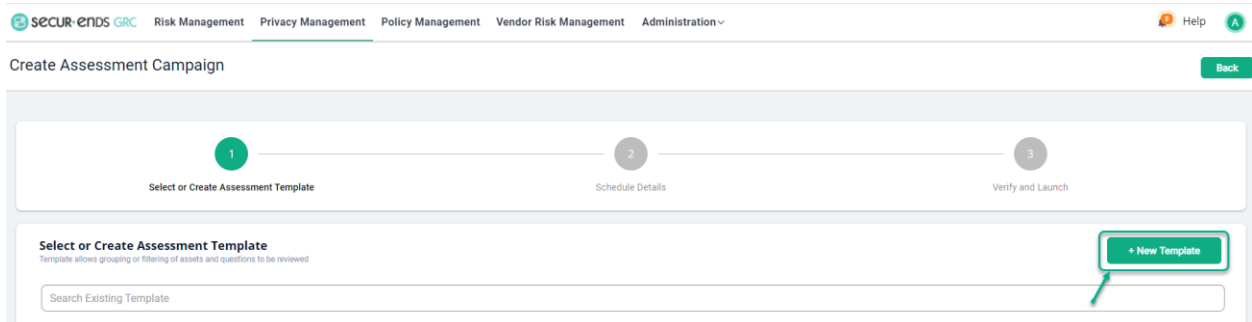 SECUR·ENDS GRC Risk Management Privacy Management Policy Management Vendor Risk Management Administration Help A
Create Assessment Campaign Back
1 2 3
Select or Create Assessment Template Schedule Details Verify and Launch
Select or Create Assessment Template
+ New Template
Template allows grouping or filtering of assets and questions to be reviewed
Search Existing Template